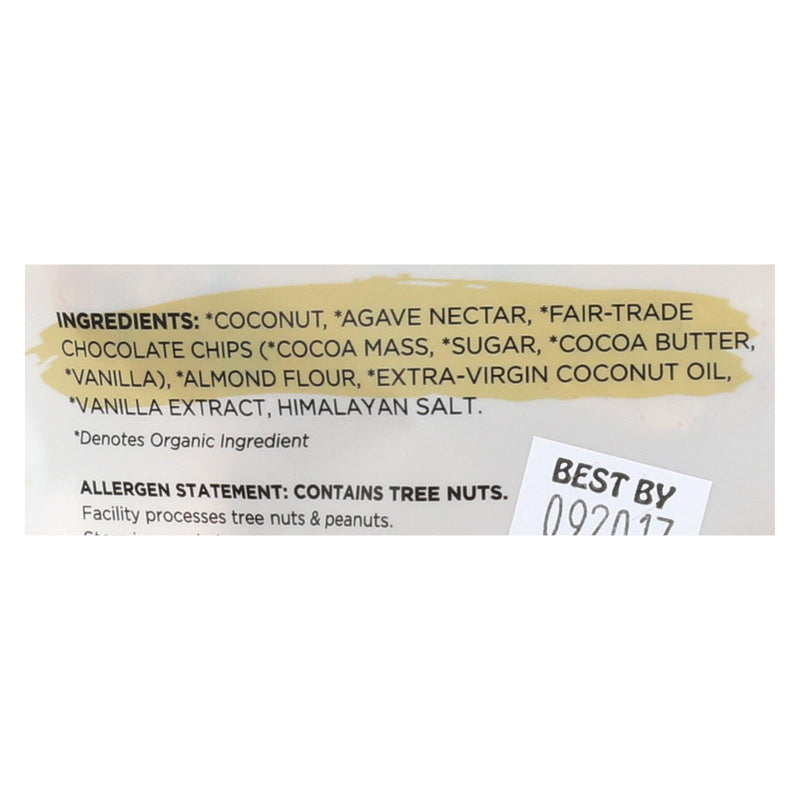 INGREDIENTS: *COCONUT, *AGAVE NECTAR, *FAIR-TRADE
CHOCOLATE CHIPS (*COCOA MASS, *SUGAR, *COCOA BUTTER,
*VANILLA), *ALMOND FLOUR, *EXTRA-VIRGIN COCONUT OIL,
*VANILLA EXTRACT, HIMALAYAN SALT.
*Denotes Organic Ingredient
ALLERGEN STATEMENT: CONTAINS TREE NUTS.
Facility processes tree nuts & peanuts.
BEST BY
092017